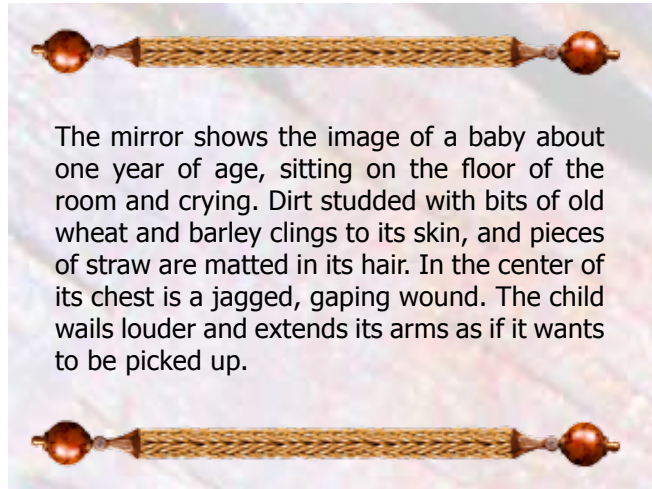 The mirror shows the image of a baby about
one year of age, sitting on the floor of the
room and crying. Dirt studded with bits of old
wheat and barley clings to its skin, and pieces
of straw are matted in its hair. In the center of
its chest is a jagged, gaping wound. The child
wails louder and extends its arms as if it wants
to be picked up.